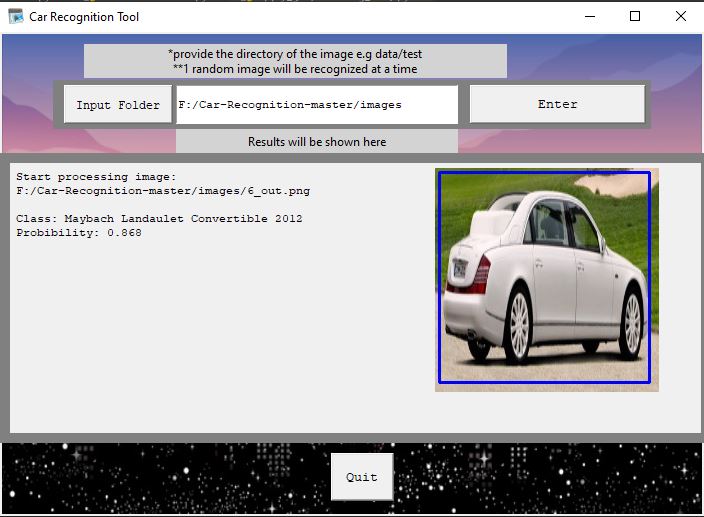 Car Recognition Tool
*provide the directory of the image e.g data/test
**1 random image will be recognized at a time
Input Folder
F:/Car-Recognition-master/images
Enter
Results will be shown here
Start processing image:
F:/Car-Recognition-master/images/6_out.png
Class: Maybach Landaulet Convertible 2012
Probibility: 0.868
Quit